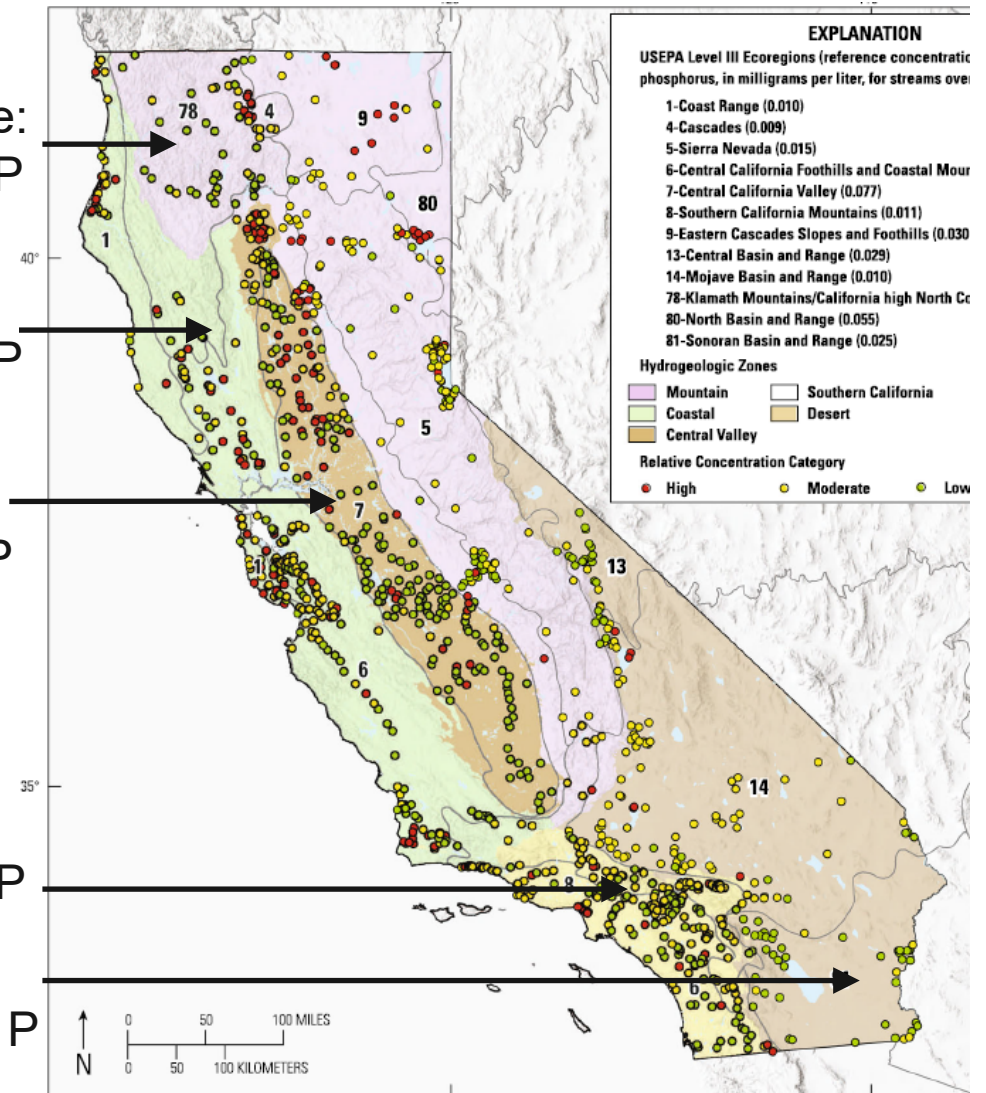 EXPLANATION
USEPA Level III Ecoregions (reference concentratio
phosphorus, in milligrams per liter, for streams over
1-Coast Range (0.010)
4-Cascades (0.009)
5-Sierra Nevada (0.015)
6-Central California Foothills and Coastal Moun
7-Central California Valley (0.077)
8-Southern California Mountains (0.011)
9-Eastern Cascades Slopes and Foothills (0.030
13-Central Basin and Range (0.029)
14-Mojave Basin and Range (0.010)
78-Klamath Mountains/California high North Co
80-North Basin and Range (0.055)
81-Sonoran Basin and Range (0.025)
Hydrogeologic Zones
Mountain
Southern California
Coastal
Desert
Central Valley
Relative Concentration Category
High
Moderate
Low
e:
P
78
4
9
80
1
40°
P
5
7
P
13
1
6
35°
14
P
8
6
P
0 50 100 MILES
0 50 100 KILOMETERS
N